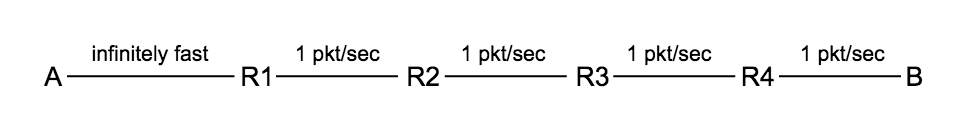 infinitely fast 1 pkt/sec 1 pkt/sec 1 pkt/sec 1 pkt/sec
A R1 R2 R3 R4 B